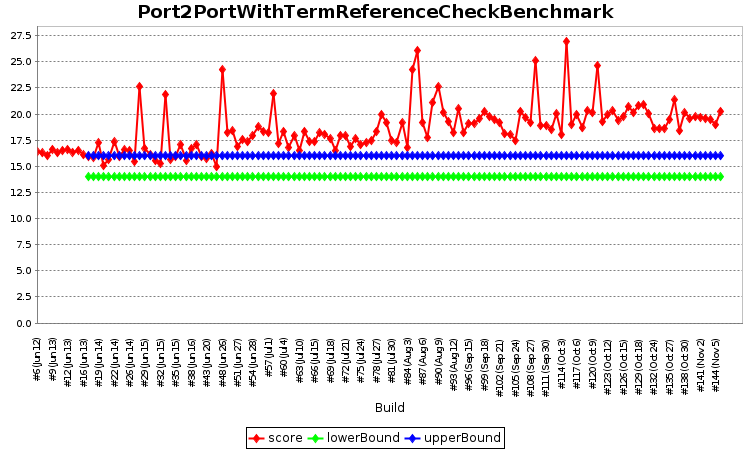 Port2PortWithTermReferenceCheckBenchmark
27.5
25.0
22.5
20.0
17.5
15.0
12.5
10.0
7.5
5.0
2.5
0.0
#6 (Jun 12)
#9 (Jun 13)
#12 (Jun 13)
#16 (Jun 13)
#19 (Jun 14)
#22 (Jun 14)
#26 (Jun 14)
#29 (Jun 15)
#32 (Jun 15)
#35 (Jun 15)
#38 (Jun 16)
#43 (Jun 20)
#48 (Jun 26)
#51 (Jun 27)
#54 (Jun 28)
#57 (Jul 1)
#60 (Jul 4)
#63 (Jul 10)
#66 (Jul 15)
#69 (Jul 18)
#72 (Jul 21)
#75 (Jul 24)
#78 (Jul 27)
#81 (Jul 30)
#84 (Aug 3)
#87 (Aug 6)
#90 (Aug 9)
#93 (Aug 12)
#96 (Sep 15)
#99 (Sep 18)
#102 (Sep 21)
#105 (Sep 24)
#108 (Sep 27)
#111 (Sep 30)
#114 (Oct 3)
#117 (Oct 6)
#120 (Oct 9)
#123 (Oct 12)
#126 (Oct 15)
#129 (Oct 18)
#132 (Oct 24)
#135 (Oct 27)
#138 (Oct 30)
#141 (Nov 2)
#144 (Nov 5)
Build
score lowerBound upperBound